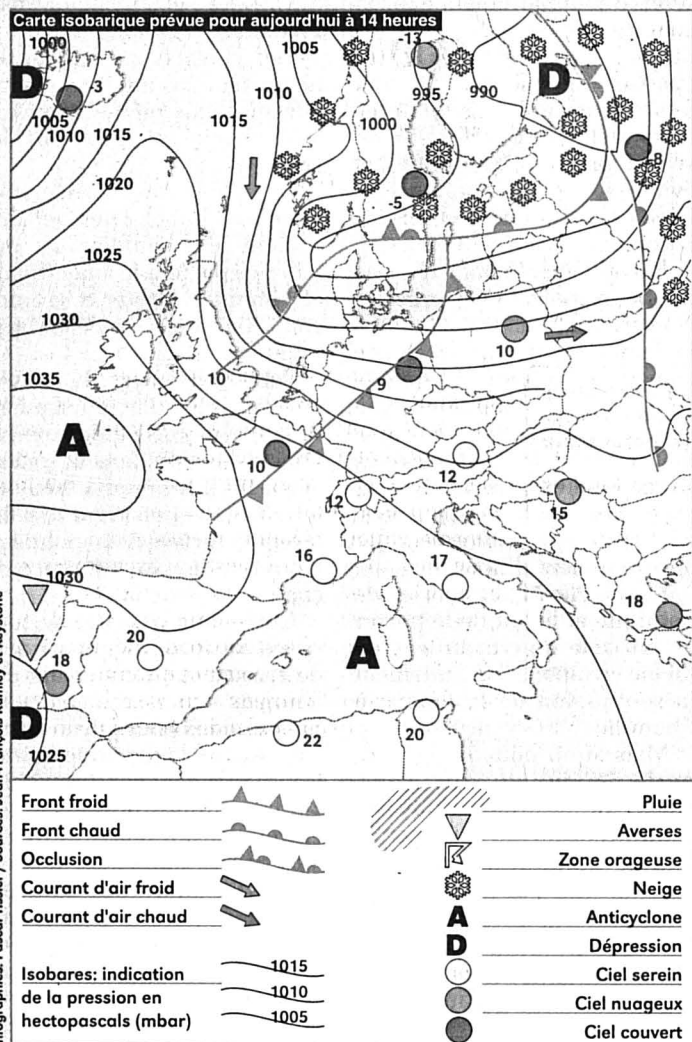 Carte isobarique prévue pour aujourd'hui à 14 heures
1000
D
-3
1005
1010
1015
1005
1010
1015
1000
-13
995
990
D
-8
-5
1020
1025
1030
1035
A
10
10
9
10
12
12
15
16
17
18
1030
20
18
D
1025
A
22
20
Front froid
Front chaud
Occlusion
Courant d'air froid
Courant d'air chaud
Isobares: indication
de la pression en
hectopascals (mbar)
1015
1010
1005
Pluie
Averses
Zone orageuse
Neige
A Anticyclone
D Dépression
Ciel serein
Ciel nuageux
Ciel couvert